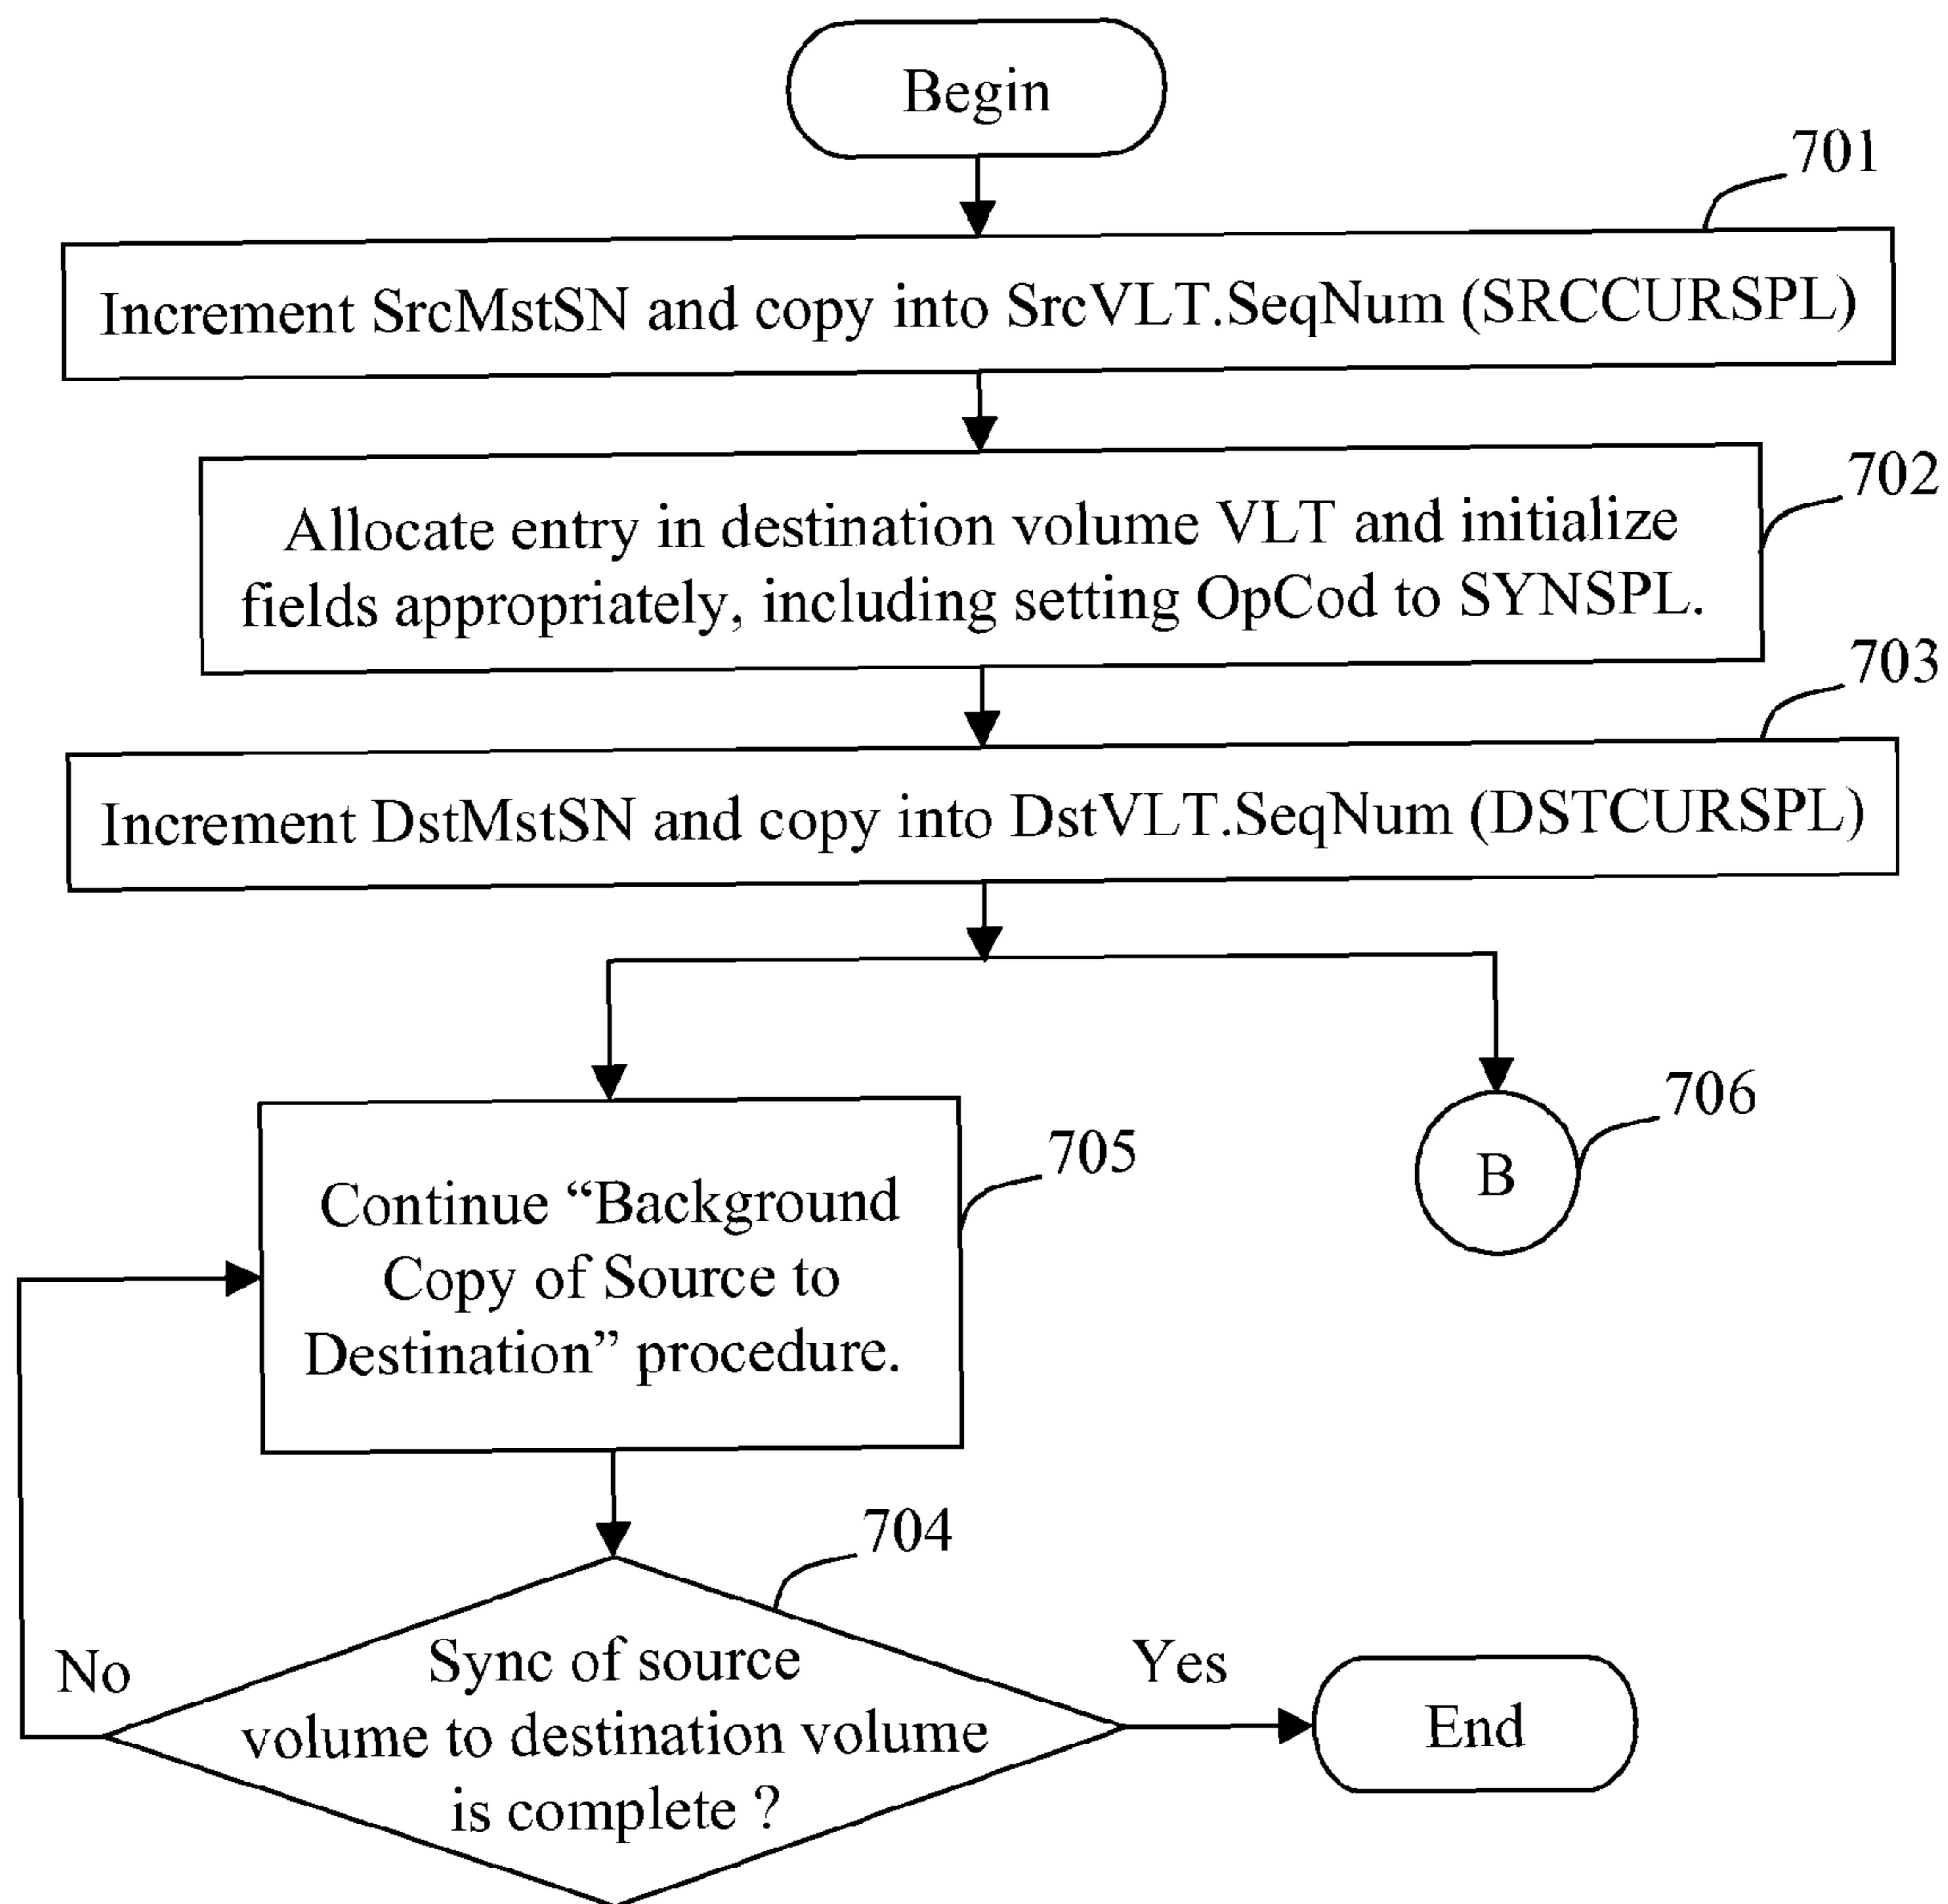 Begin
701
Increment SrcMstSN and copy into SrcVLT.SeqNum (SRCCURSPL)
702
Allocate entry in destination volume VLT and initialize
fields appropriately, including setting OpCod to SYNSPL.
703
Increment DstMstSN and copy into DstVLT.SeqNum (DSTCURSPL)
706
B
705
Continue “Background
Copy of Source to
Destination” procedure.
704
No
Sync of source
volume to destination volume
is complete ?
Yes
End